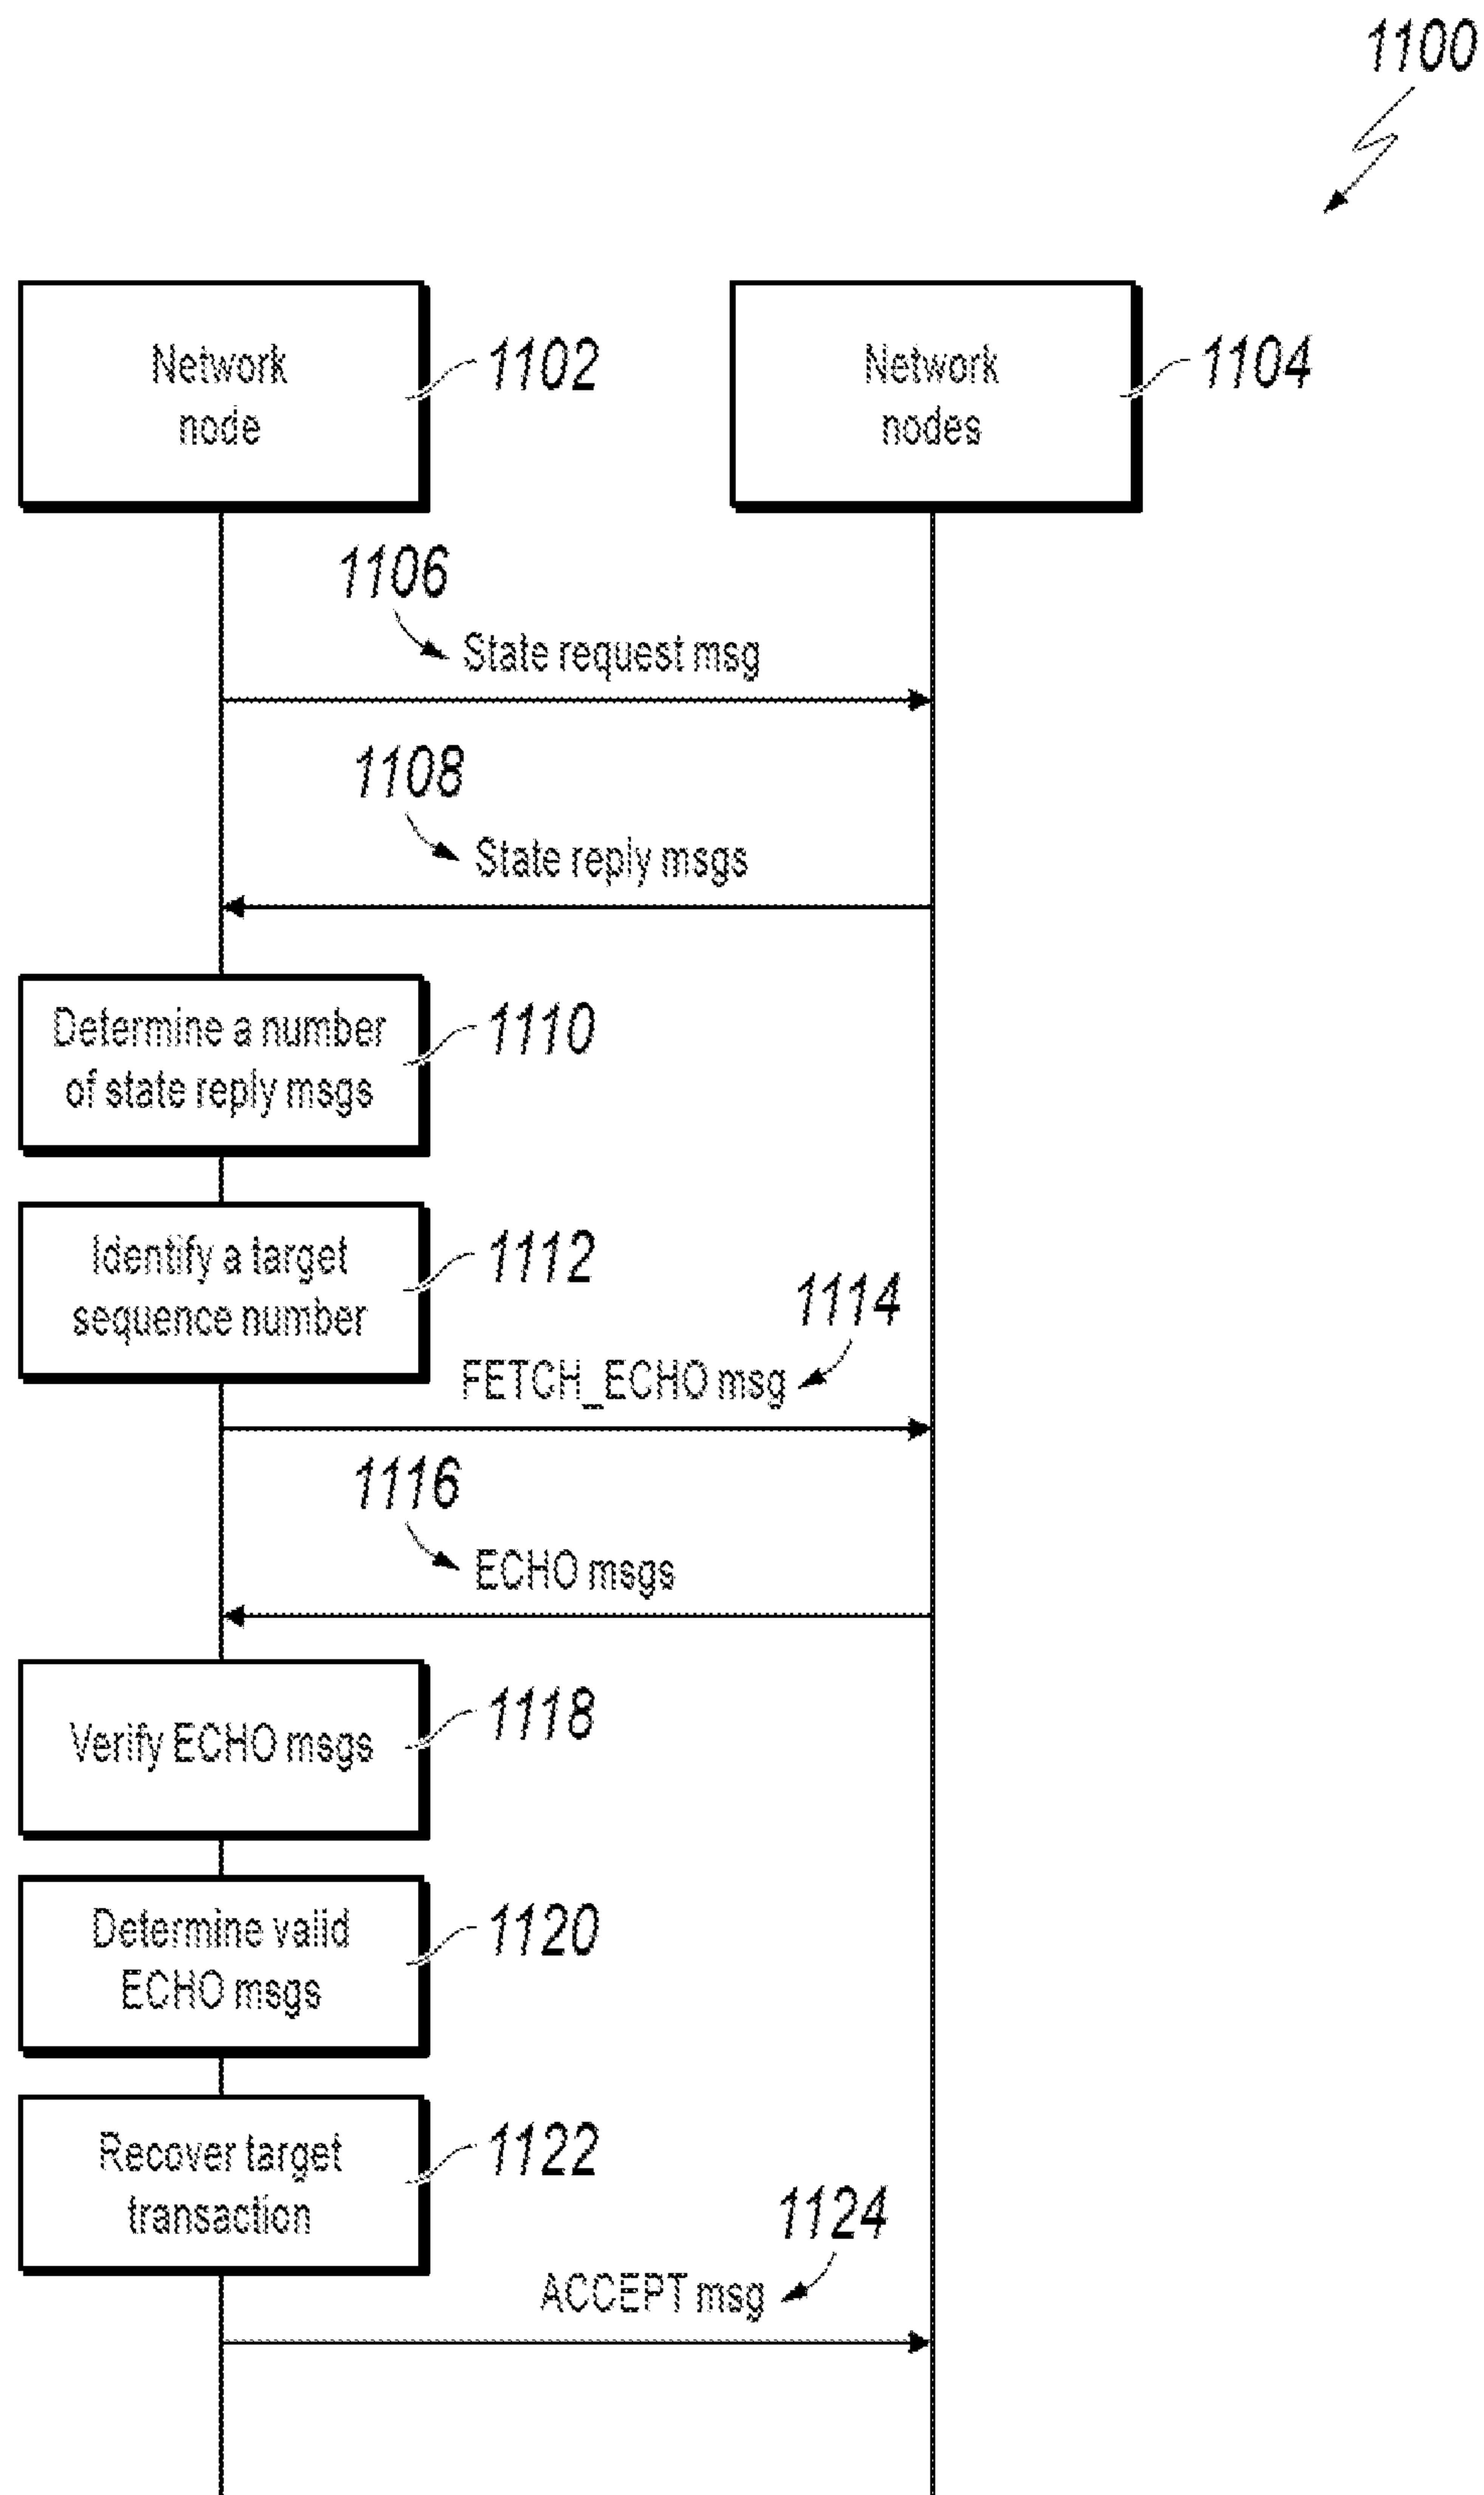 1100
Network
node
1102
Network
nodes
1104
1106
State request msg
1108
State reply msgs
Determine a number
of state reply msgs
1110
Identify a target
sequence number
1112
1114
FETCH_ECHO msg
1116
ECHO msgs
Verify ECHO msgs
1118
Determine valid
ECHO msgs
1120
Recover target
transaction
1122
1124
ACCEPT msg